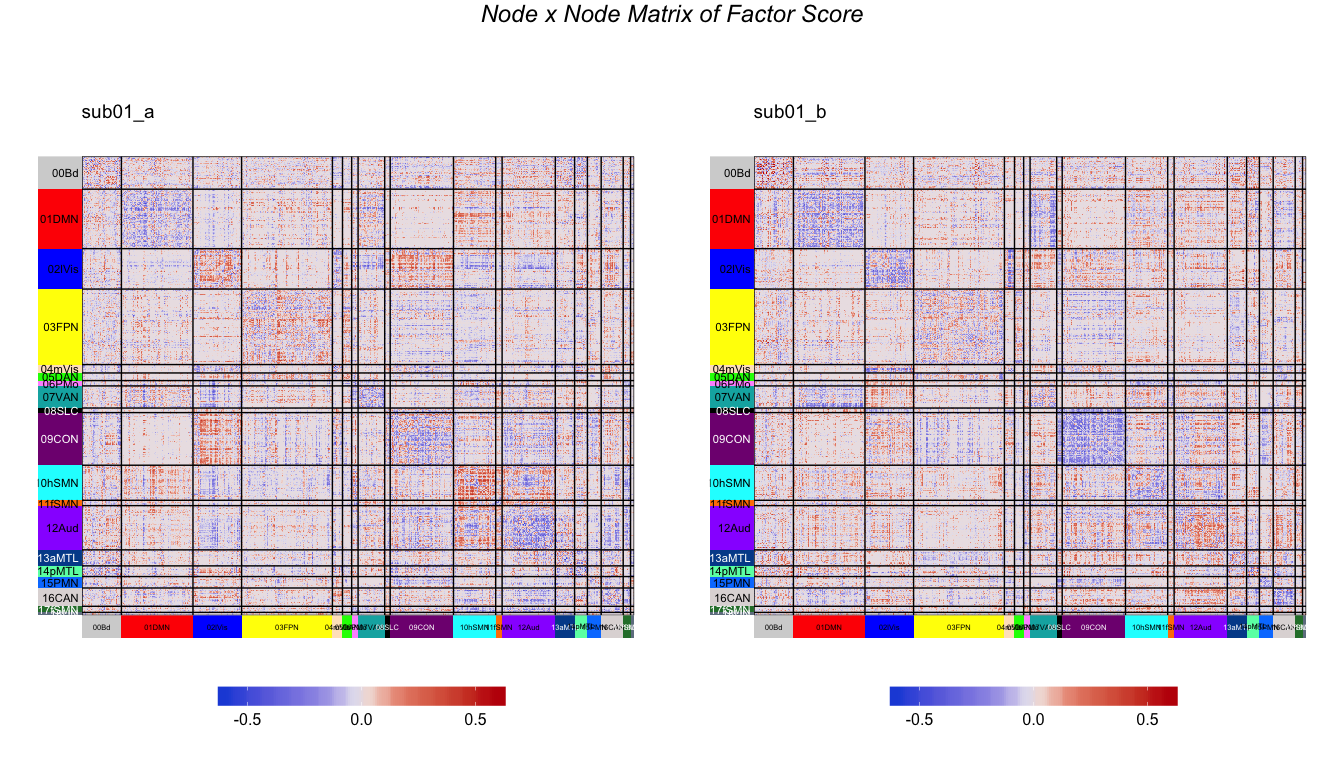 Node x Node Matrix of Factor Score
sub01_a
sub01_b
00Bd
01DMN
03FPN
04mVis
05DAN
06PMo
07VAN
08SLC
09CON
10hSMN
11fSMN
12Aud
13aMTL
14pMTL
15PMN
16CAN
00Bd
01DMN
03FPN
09CON
10hSMN
12Aud
00Bd
01DMN
03FPN
04mVis
05DAN
06PMo
07VAN
08SLC
09CON
10hSMN
11fSMN
12Aud
13aMTL
14pMTL
15PMN
16CAN
00Bd
01DMN
03FPN
09CON
10hSMN
12Aud
-0.5 0.0 0.5
-0.5 0.0 0.5